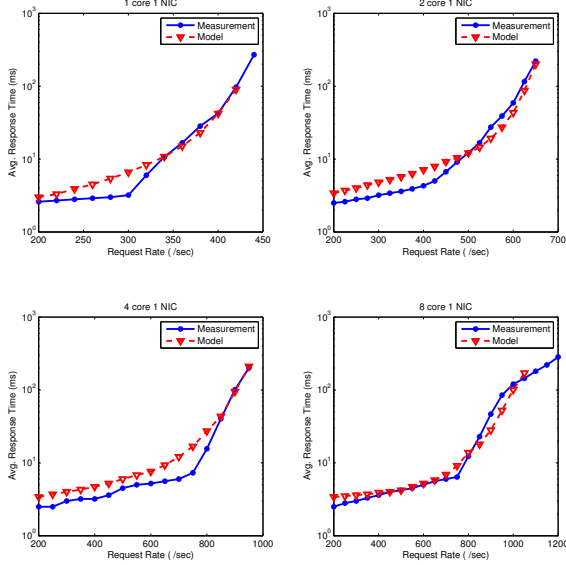 1 core 1 NIC
10^3
10^2
10^1
10^0
Avg. Response Time (ms)
200 250 300 350 400 450
Request Rate ( /sec)
Measurement
Model
2 core 1 NIC
10^3
10^2
10^1
10^0
Avg. Response Time (ms)
200 300 400 500 600 700
Request Rate ( /sec)
Measurement
Model
4 core 1 NIC
10^3
10^2
10^1
10^0
Avg. Response Time (ms)
200 400 600 800 1000
Request Rate ( /sec)
Measurement
Model
8 core 1 NIC
10^3
10^2
10^1
10^0
Avg. Response Time (ms)
200 400 600 800 1000 1200
Request Rate ( /sec)
Measurement
Model